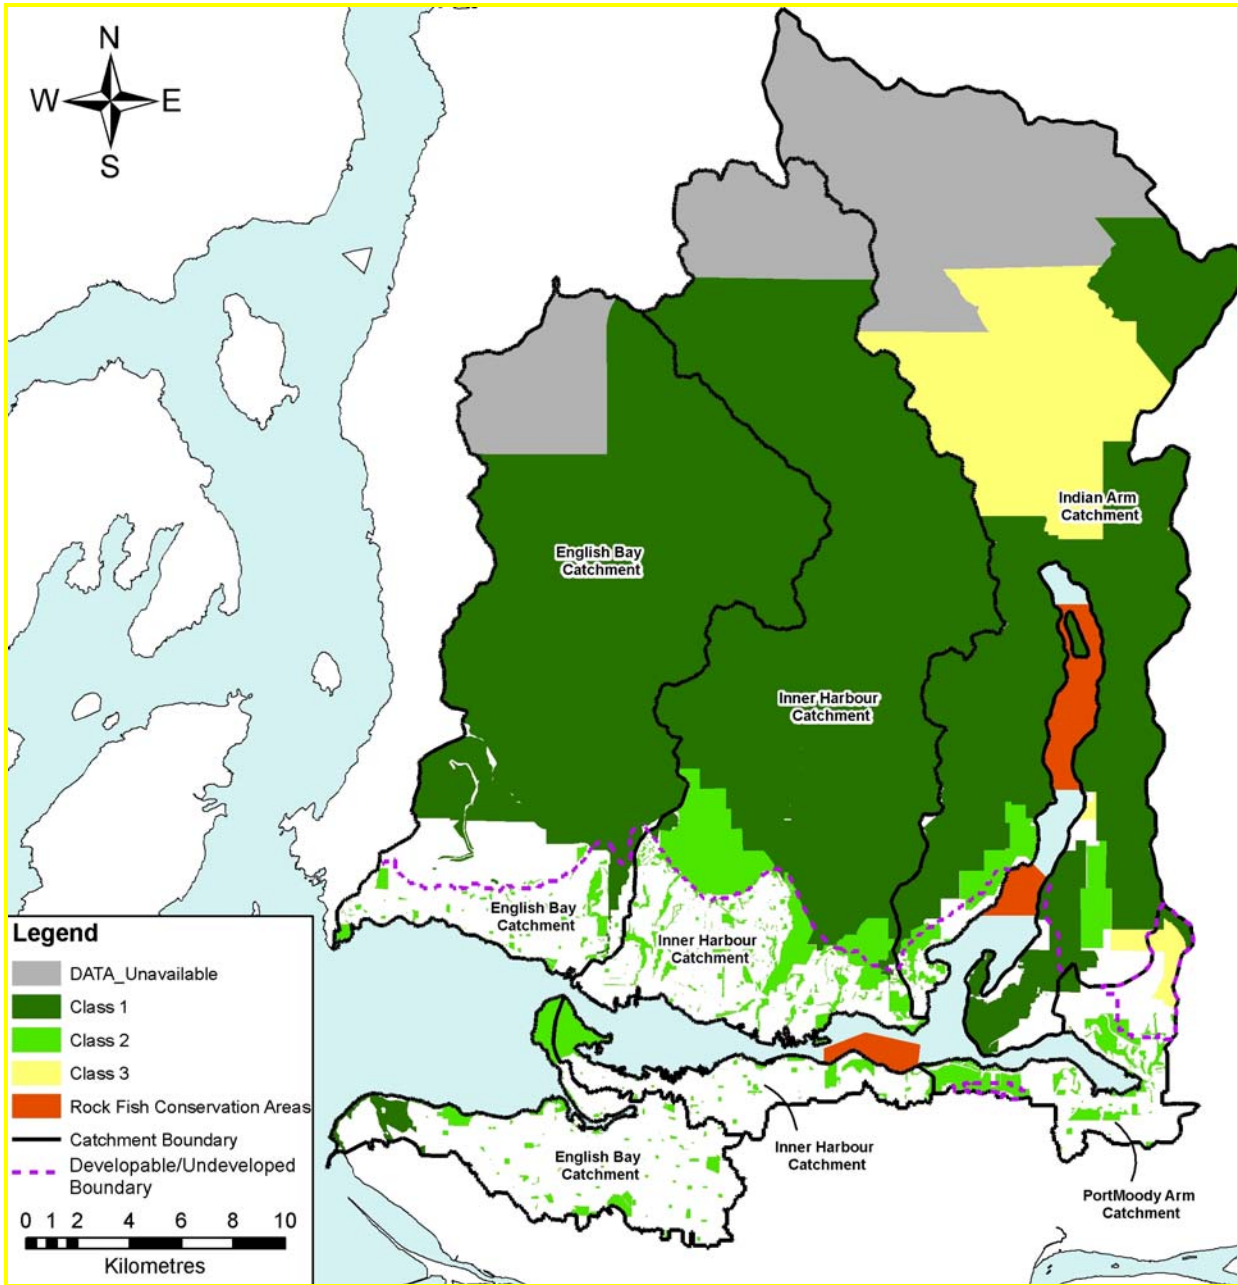 N
W E
S
Indian Arm
Catchment
English Bay
Catchment
Inner Harbour
Catchment
English Bay
Catchment
Inner Harbour
Catchment
Inner Harbour
Catchment
English Bay
Catchment
PortMoody Arm
Catchment
Legend
DATA_Unavailable
Class 1
Class 2
Class 3
Rock Fish Conservation Areas
Catchment Boundary
Developable/Undeveloped
Boundary
0 1 2 4 6 8 10
Kilometres